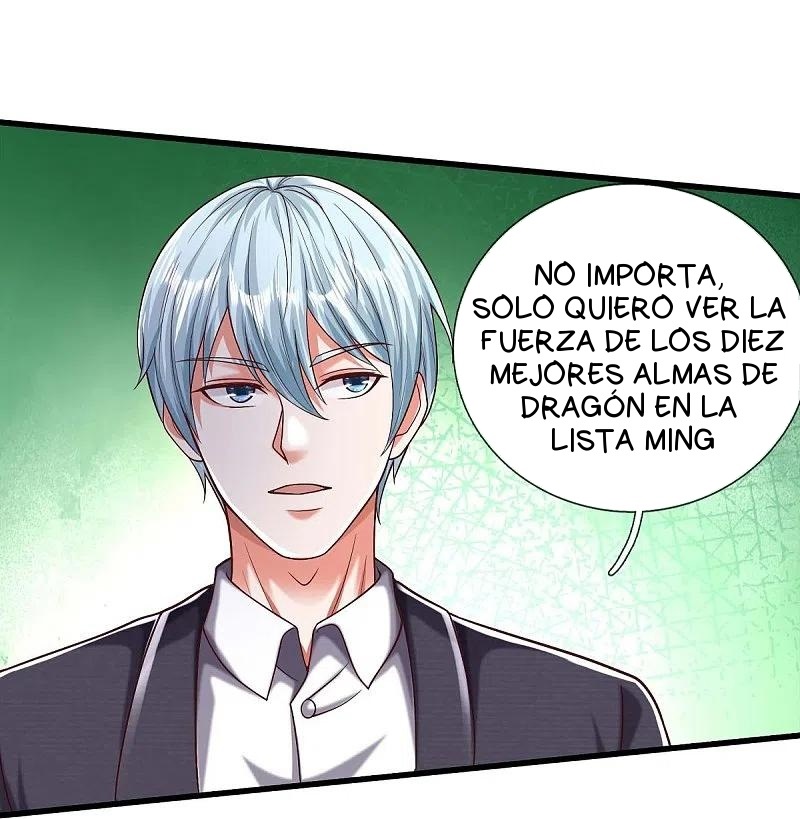 NO IMPORTA,
SOLO QUIERO VER LA
FUERZA DE LOS DIEZ
MEJORES ALMAS DE
DRAGÓN EN LA
LISTA MING